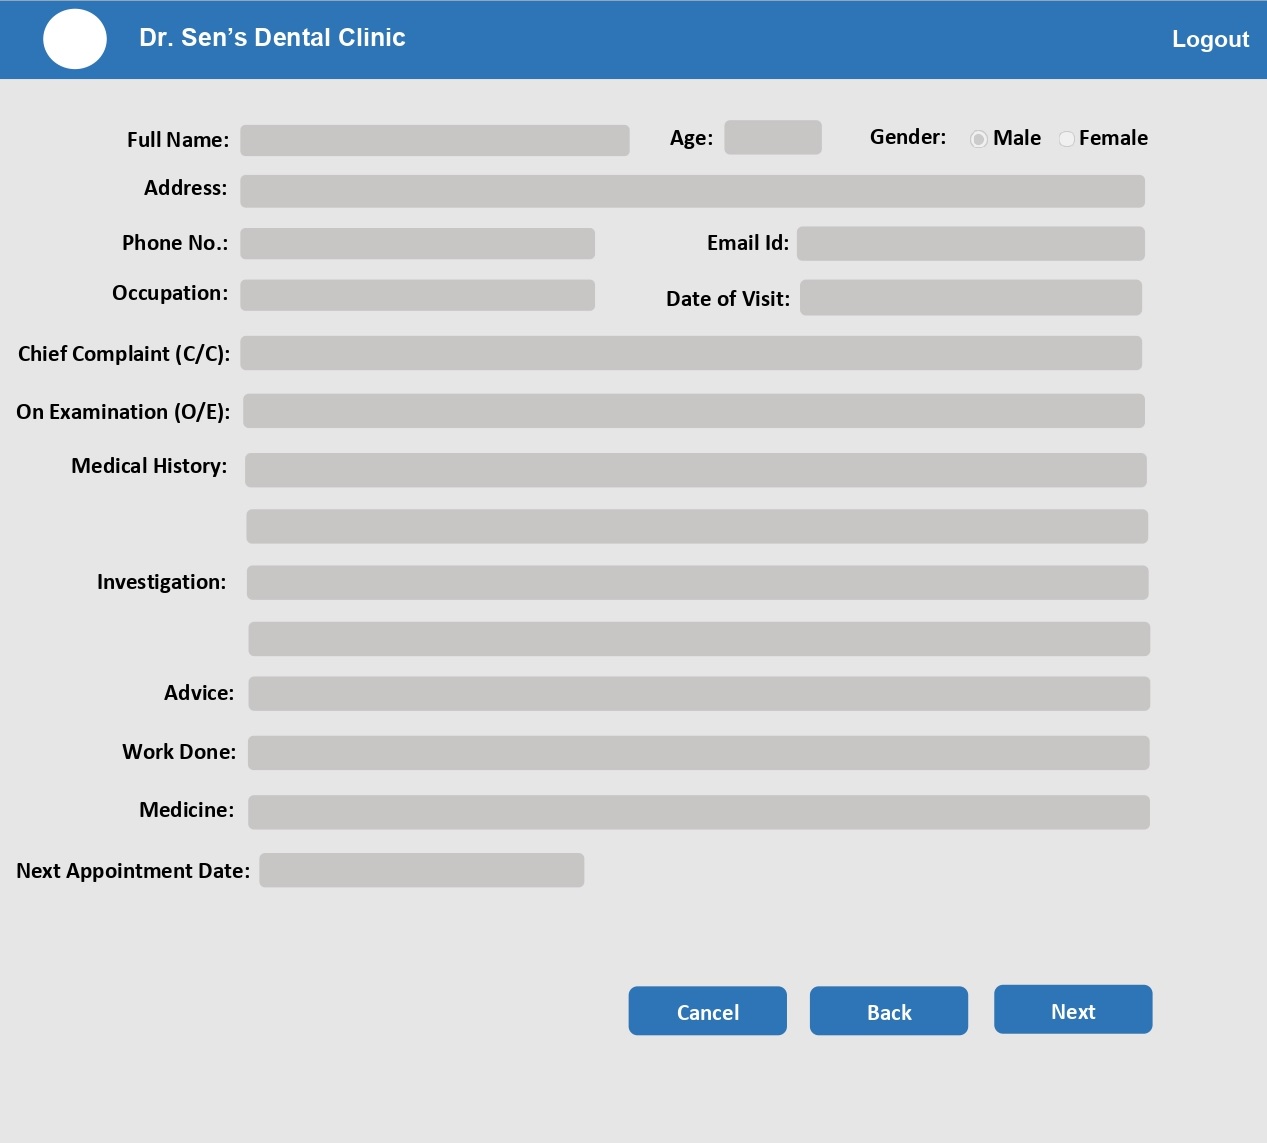 Dr. Sen’s Dental Clinic
Logout
Full Name:
Age:
Gender:
Male
Female
Address:
Phone No.:
Email Id:
Occupation:
Date of Visit:
Chief Complaint (C/C):
On Examination (O/E):
Medical History:
Investigation:
Advice:
Work Done:
Medicine:
Next Appointment Date:
Cancel
Back
Next